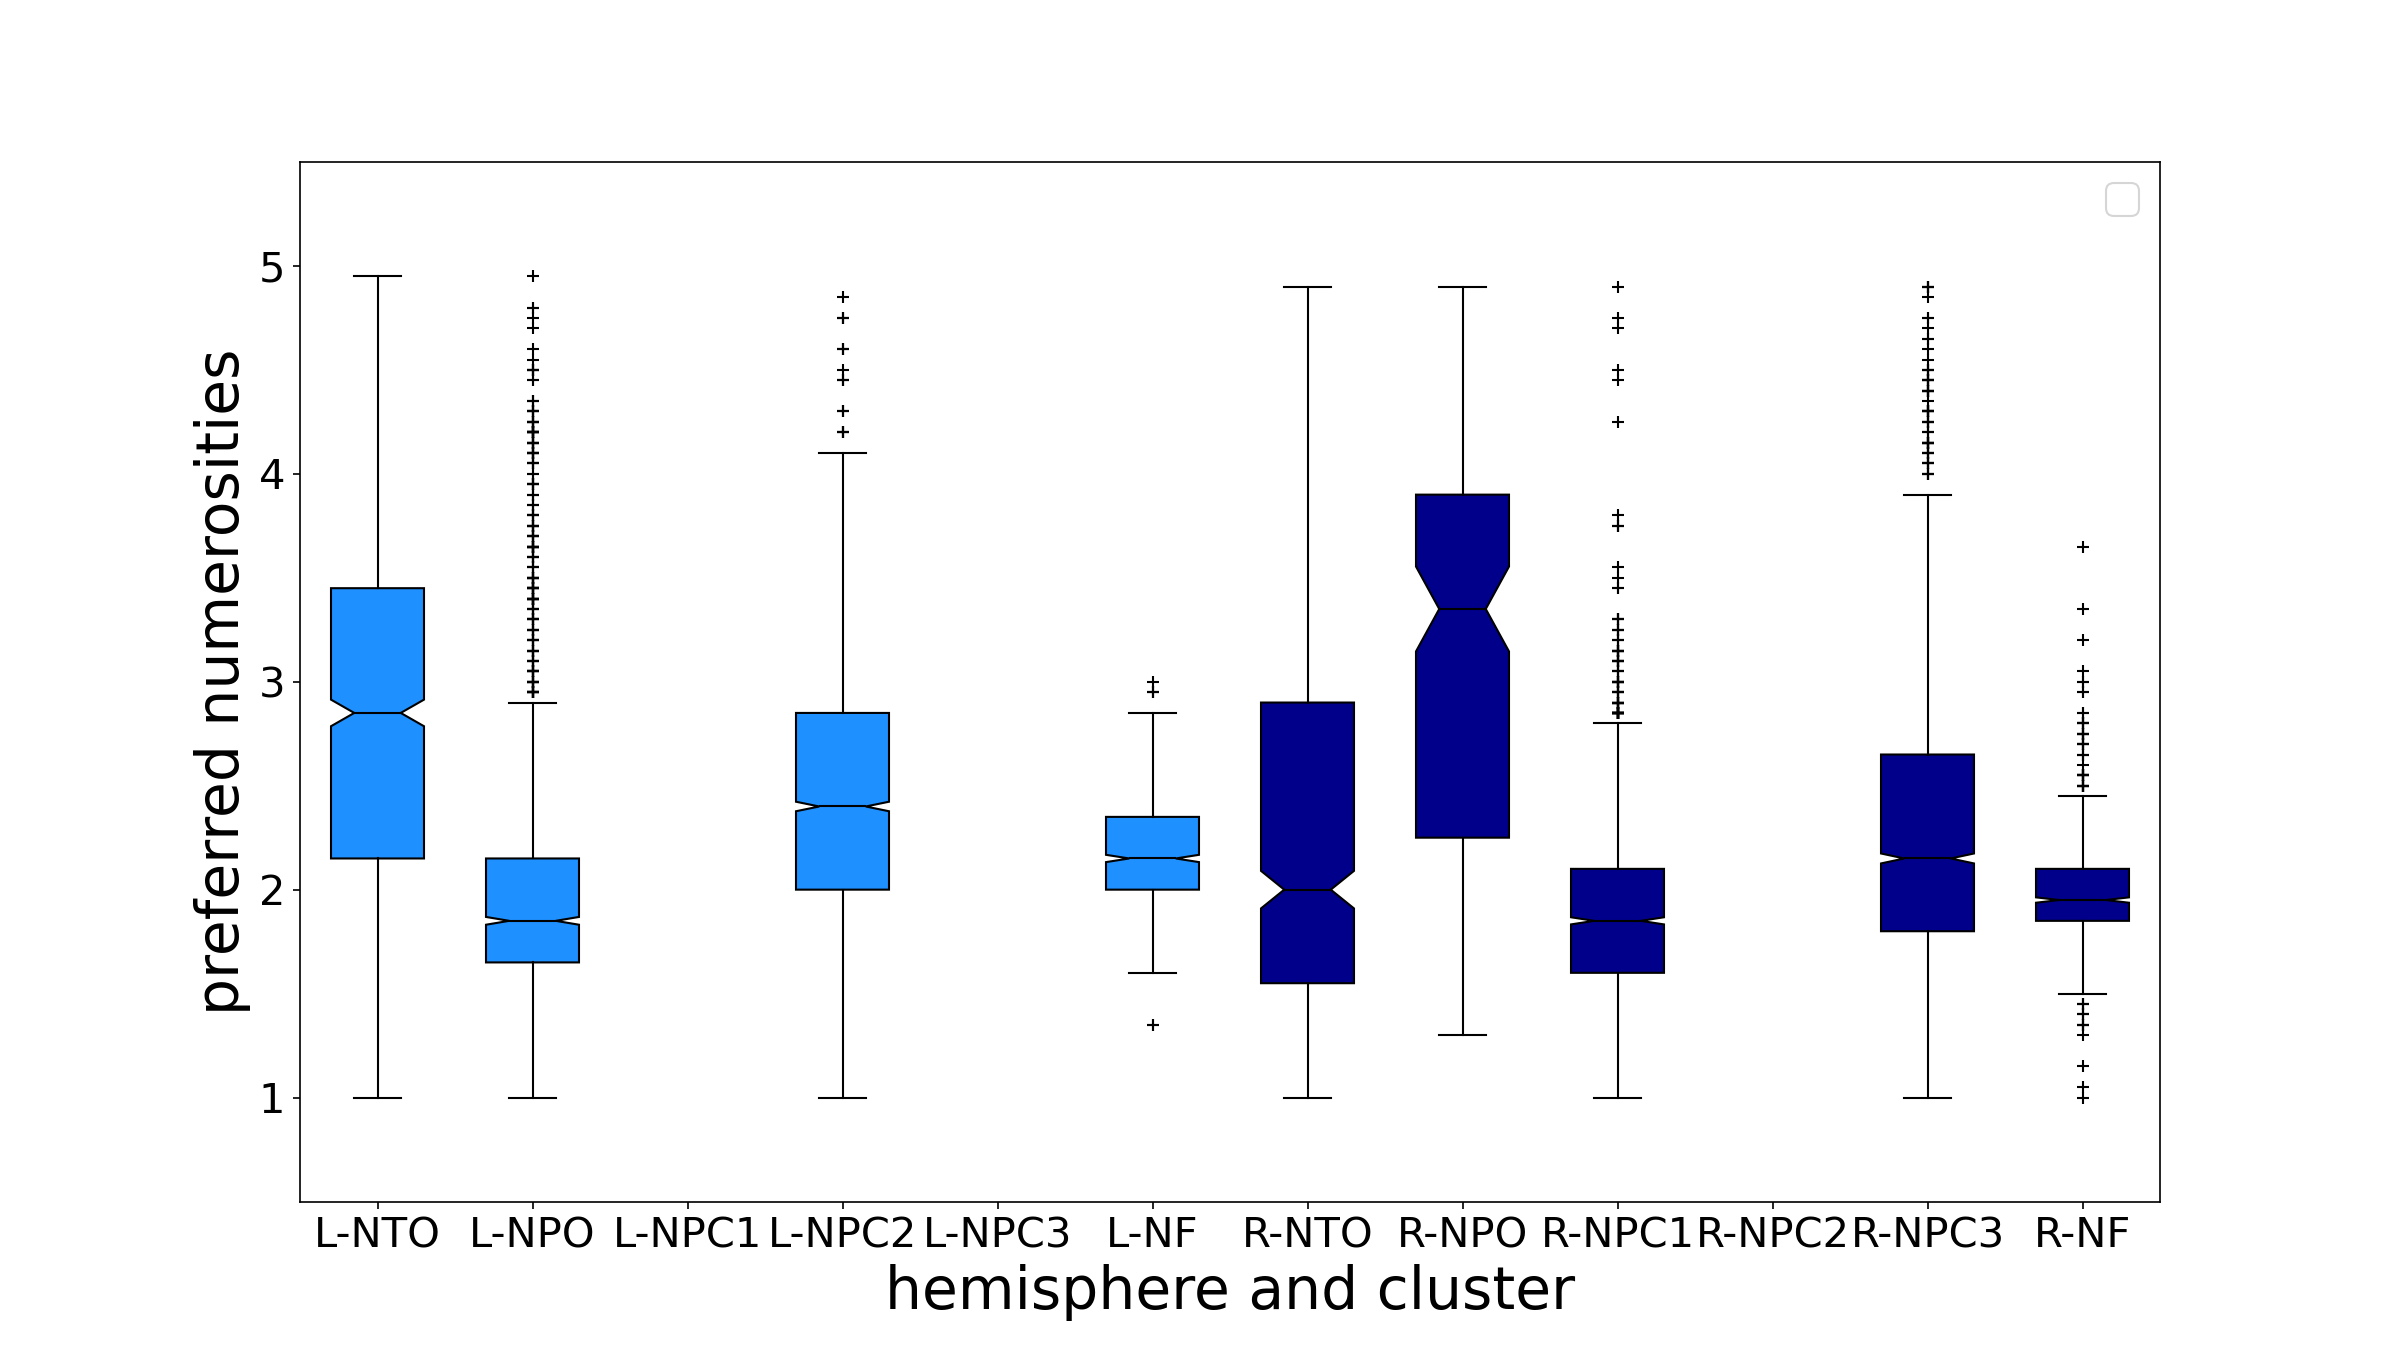 preferred numerosities
5
4
3
2
1
L-NTO L-NPO L-NPC1 L-NPC2 L-NPC3 L-NF R-NTO R-NPO R-NPC1 R-NPC2 R-NPC3 R-NF
hemisphere and cluster